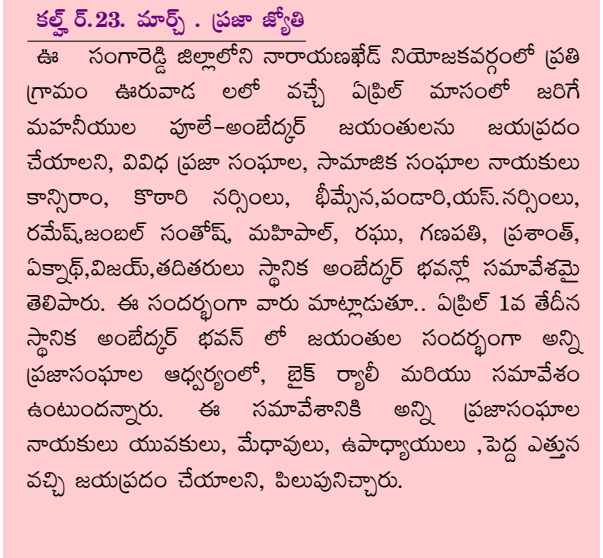 కల్హ్ ర్.23. మార్చ్ . ప్రజా జ్యోతి
ఊ సంగారెడ్డి జిల్లాలోని నారాయణఖేడ్ నియోజకవర్గంలో ప్రతి
గ్రామం ఊరువాడ లలో వచ్చే ఏప్రిల్ మాసంలో జరిగే
మహనీయుల పూలే-అంబేద్కర్ జయంతులను జయప్రదం
చేయాలని, వివిధ ప్రజా సంఘాల, సామాజిక సంఘాల నాయకులు
కాన్సిరాం, కొఠారి నర్సింలు, భీమ్సేన,పండారి,యస్.నర్సింలు,
రమేష్,జంబల్ సంతోష్, మహిపాల్, రఘు, గణపతి, ప్రశాంత్,
ఏక్నాథ్,విజయ్,తదితరులు స్థానిక అంబేద్కర్ భవన్లో సమావేశమై
తెలిపారు. ఈ సందర్భంగా వారు మాట్లాడుతూ.. ఏప్రిల్ 1వ తేదీన
స్థానిక అంబేద్కర్ భవన్ లో జయంతుల సందర్భంగా అన్ని
ప్రజాసంఘాల ఆధ్వర్యంలో, బైక్ ర్యాలీ మరియు సమావేశం
ఉంటుందన్నారు. ఈ సమావేశానికి అన్ని ప్రజాసంఘాల
నాయకులు యువకులు, మేధావులు, ఉపాధ్యాయులు ,పెద్ద ఎత్తున
వచ్చి జయప్రదం చేయాలని, పిలుపునిచ్చారు.